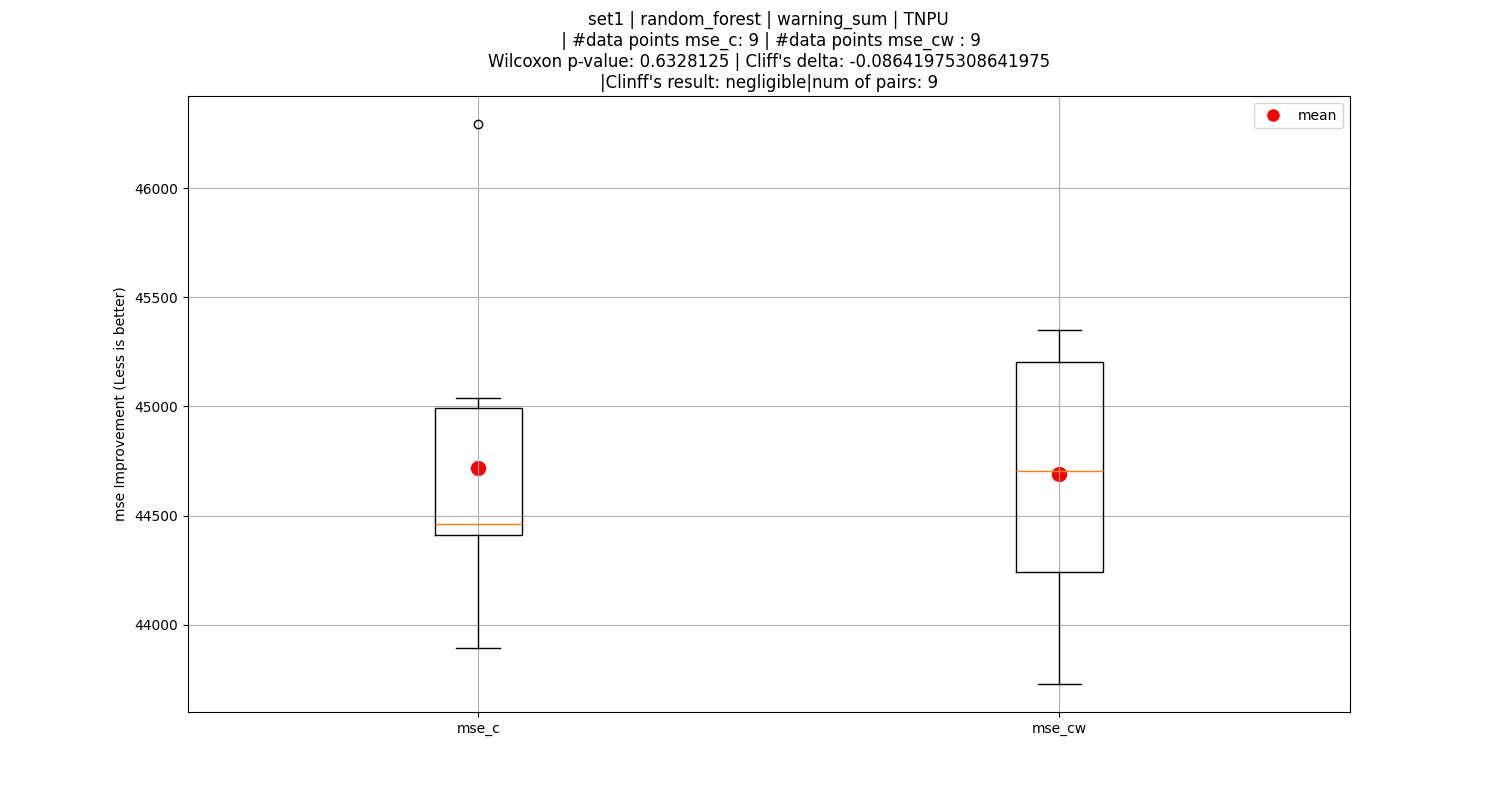 set1 | random_forest | warning_sum | TNPU
| #data points mse_c: 9 | #data points mse_cw : 9
Wilcoxon p-value: 0.6328125 | Cliff's delta: -0.08641975308641975
|Clinff's result: negligible|num of pairs: 9
mean
46000
45500
45000
44500
44000
mse Improvement (Less is better)
mse_c
mse_cw